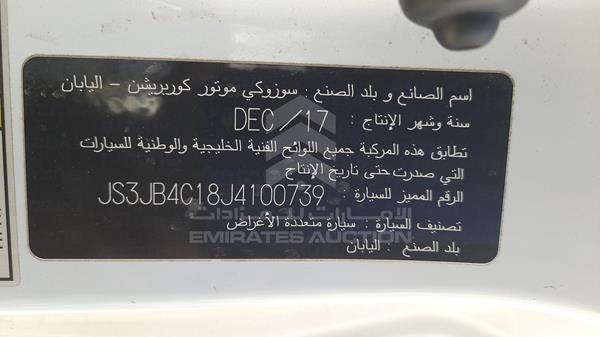 اسم الصانع و بلد الصنع : سوزوكي موتور كوربريشن - اليابان
سنة وشهر الإنتاج : DEC / 17
تطابق هذه المركبة جميع اللوائح الفنية الخليجية والوطنية للسيارات
التي صدرت حتى تاريخ الإنتاج
الرقم المميز للسيارة : JS3JB4C18J4100739
الإمارات للمزادات
تصنيف السيارة : سيارة متعددة الأغراض
EMIRATES AUCTION
بلد الصنع : اليابان